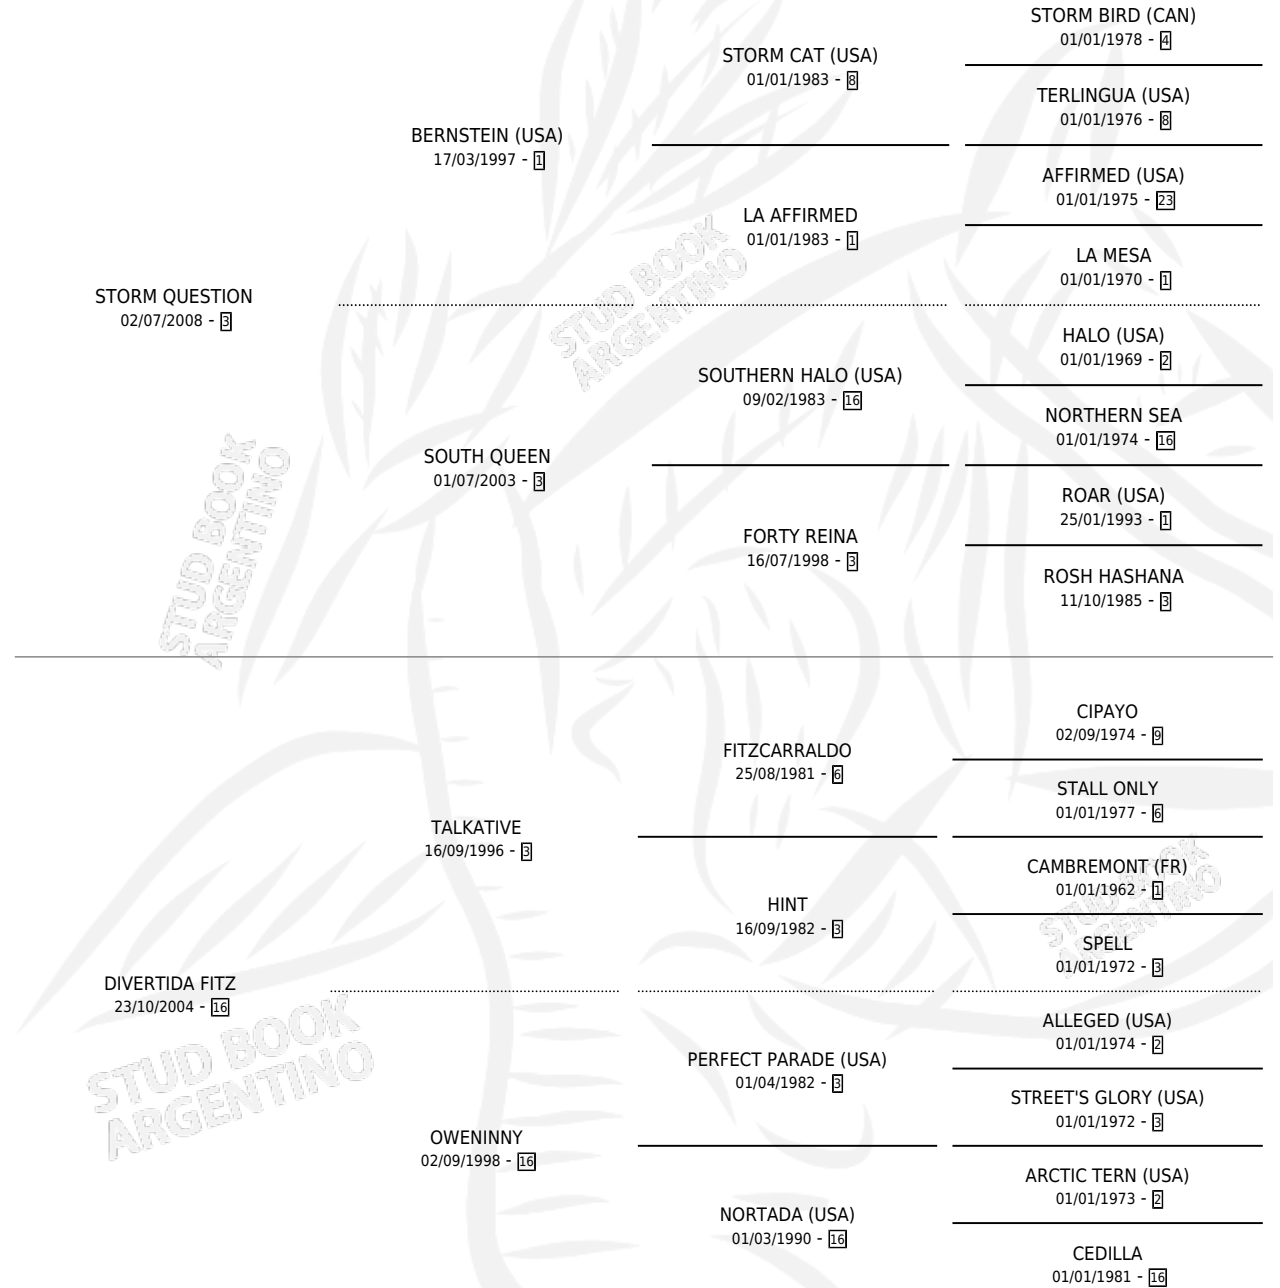 STORM BIRD (CAN)
01/01/1978 - 4
STORM CAT (USA)
01/01/1983 - 8
TERLINGUA (USA)
01/01/1976 - 8
BERNSTEIN (USA)
17/03/1997 - 1
AFFIRMED (USA)
01/01/1975 - 23
LA AFFIRMED
01/01/1983 - 1
LA MESA
01/01/1970 - 1
STORM QUESTION
02/07/2008 - 3
HALO (USA)
01/01/1969 - 2
SOUTHERN HALO (USA)
09/02/1983 - 16
NORTHERN SEA
01/01/1974 - 16
SOUTH QUEEN
01/07/2003 - 3
ROAR (USA)
25/01/1993 - 1
FORTY REINA
16/07/1998 - 3
ROSH HASHANA
11/10/1985 - 3
CIPAYO
02/09/1974 - 9
FITZCARRALDO
25/08/1981 - 6
STALL ONLY
01/01/1977 - 6
TALKATIVE
16/09/1996 - 3
CAMBREMONT (FR)
01/01/1962 - 1
HINT
16/09/1982 - 3
SPELL
01/01/1972 - 3
DIVERTIDA FITZ
23/10/2004 - 16
ALLEGED (USA)
01/01/1974 - 2
PERFECT PARADE (USA)
01/04/1982 - 3
STREET'S GLORY (USA)
01/01/1972 - 3
OWENINNY
02/09/1998 - 16
ARCTIC TERN (USA)
01/01/1973 - 2
NORTADA (USA)
01/03/1990 - 16
CEDILLA
01/01/1981 - 16
STUD BOOK
ARGENTINO
STUD BOOK
ARGENTINO
STUD BOOK
ARGENTINO
STUD BOOK
ARGENTINO